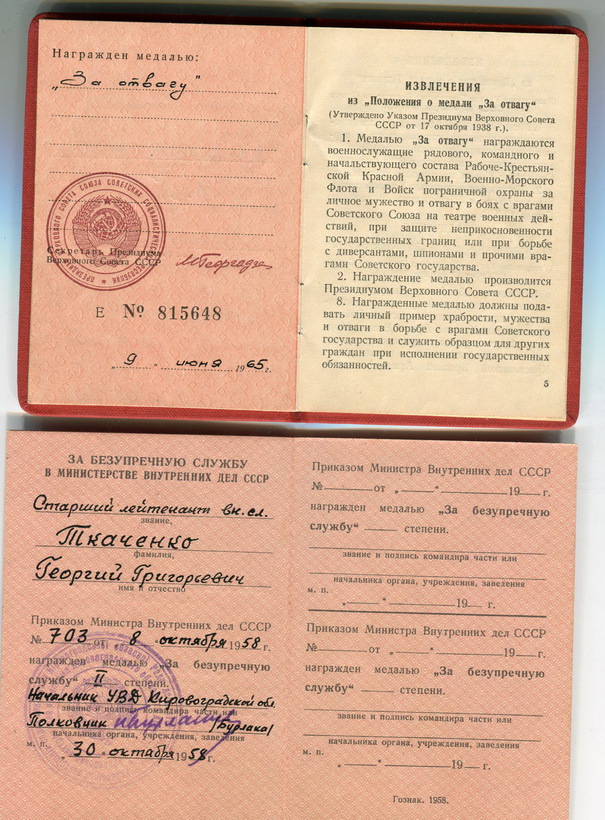 Награжден медалью:
„За отвагу"
Секретарь Президиума
Верховного Совета СССР
Е № 815648
„9 июня 1965г.
ИЗВЛЕЧЕНИЯ
из „Положения о медали „За отвагу"
(Утверждено Указом Президиума Верховного Совета
СССР от 17 октября 1938 г.).
1. Медалью „За отвагу" награждаются
военнослужащие рядового, командного и
начальствующего состава Рабоче-Крестьян-
ской Красной Армии, Военно-Морского
Флота и Войск пограничной охраны за
личное мужество и отвагу в боях с врагами
Советского Союза на театре военных дей-
ствий, при защите неприкосновенности
государственных границ или при борьбе
с диверсантами, шпионами и прочими вра-
гами Советского государства.
2. Награждение медалью производится
Президиумом Верховного Совета СССР.
8. Награжденные медалью должны пода-
вать личный пример храбрости, мужества
и отваги в борьбе с врагами Советского
государства и служить образцом для других
граждан при исполнении государственных
обязанностей.
5
ЗА БЕЗУПРЕЧНУЮ СЛУЖБУ
В МИНИСТЕРСТВЕ ВНУТРЕННИХ ДЕЛ СССР
Старший лейтенант вн. сл.
звание,
Ткаченко
фамилия,
Георгий Григорьевич
имя и отчество
Приказом Министра Внутренних дел СССР
№ 703 8 октября 1958г.
награжден медалью „За безупречную
службу" II степени.
Начальник УВД Кировоградской обл.
звание и подпись командира части или
Полковник /Бурлака/
начальника органа, учреждения, заведения
м. п. „30 октября 1958г.
Приказом Министра Внутренних дел СССР
№ от „ " 19 г.
награжден медалью „За безупречную
службу" степени.
звание и подпись командира части или
начальника органа, учреждения, заведения
м. п.
„ " 19 г.
Приказом Министра Внутренних дел СССР
№ от „ " 19 г.
награжден медалью „За безупречную
службу" степени.
звание и подпись командира части или
начальника органа, учреждения, заведения
м. п.
„ " 19 г.
Гознак. 1958.